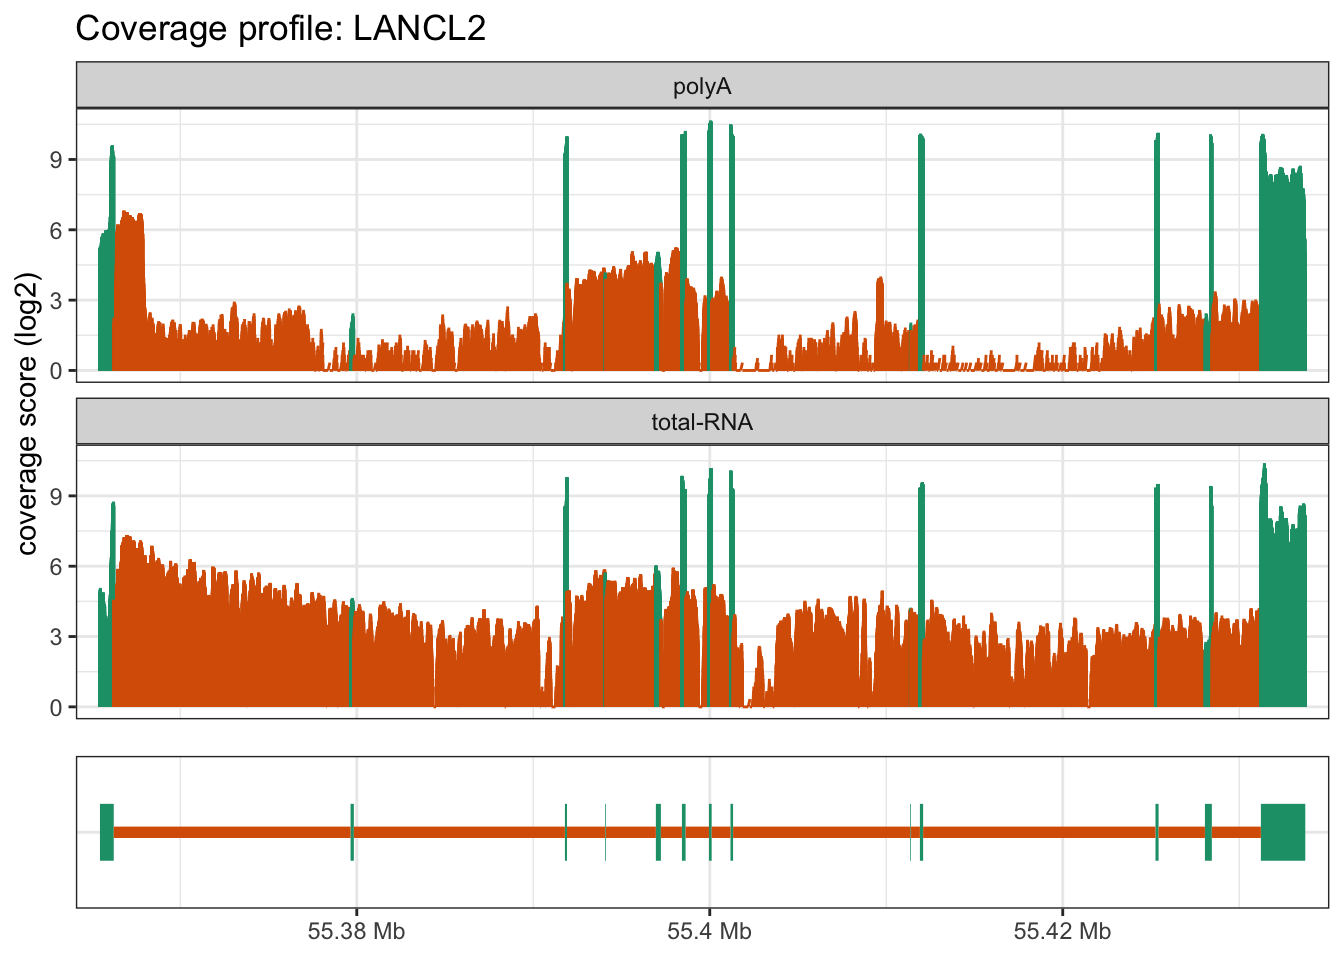 Coverage profile: LANCL2
polyA
9
6
3
0
total-RNA
9
6
3
0
coverage score (log2)
55.38 Mb
55.4 Mb
55.42 Mb